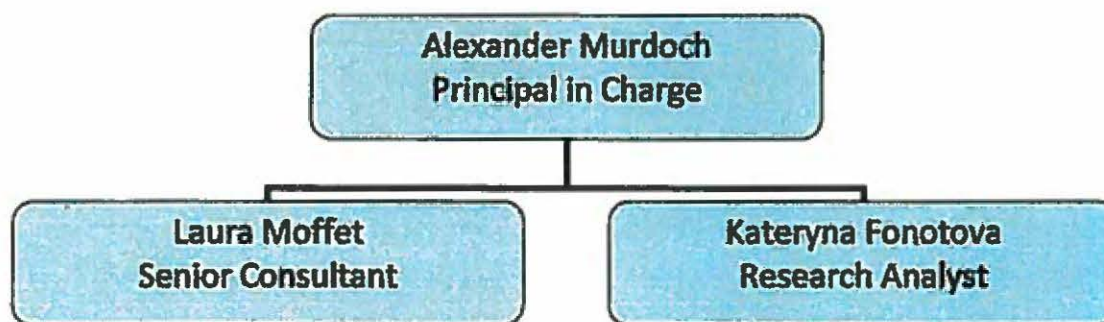 Alexander Murdoch
Principal in Charge
Laura Moffet
Senior Consultant
Kateryna Fonotova
Research Analyst